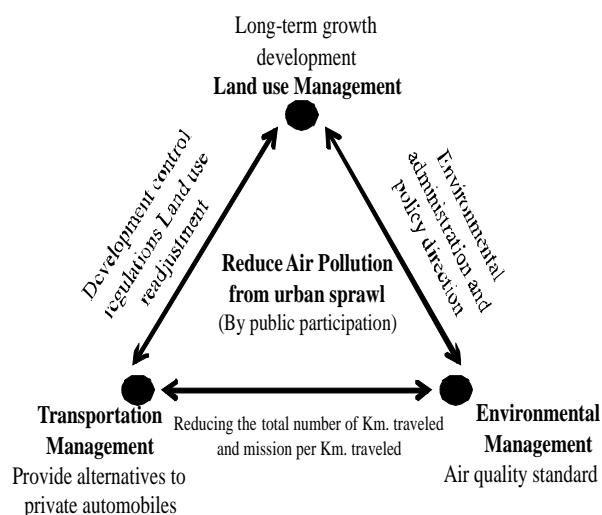 Long-term growth
development
Land use Management
Development control
regulations Land use
readjustment
Environmental
administration and
policy direction
Reduce Air Pollution
from urban sprawl
(By public participation)
Transportation
Management
Provide alternatives to
private automobiles
Reducing the total number of Km. traveled
and mission per Km. traveled
Environmental
Management
Air quality standard